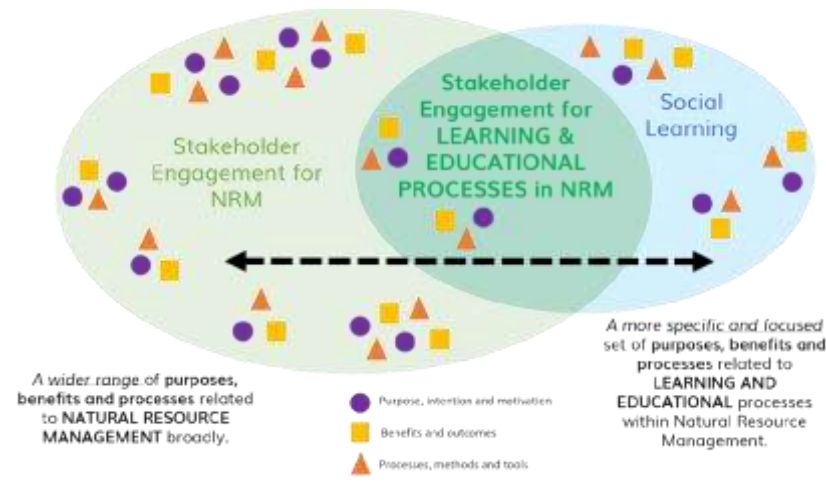 Stakeholder
Engagement for
NRM
Stakeholder
Engagement for
LEARNING &
EDUCATIONAL
PROCESSES in NRM
Social
Learning
A wider range of purposes,
benefits and processes related
to NATURAL RESOURCE
MANAGEMENT broadly.
Purpose, intention and motivation
Benefits and outcomes
Processes, methods and tools
A more specific and focused
set of purposes, benefits and
processes related to
LEARNING AND
EDUCATIONAL processes
within Natural Resource
Management.